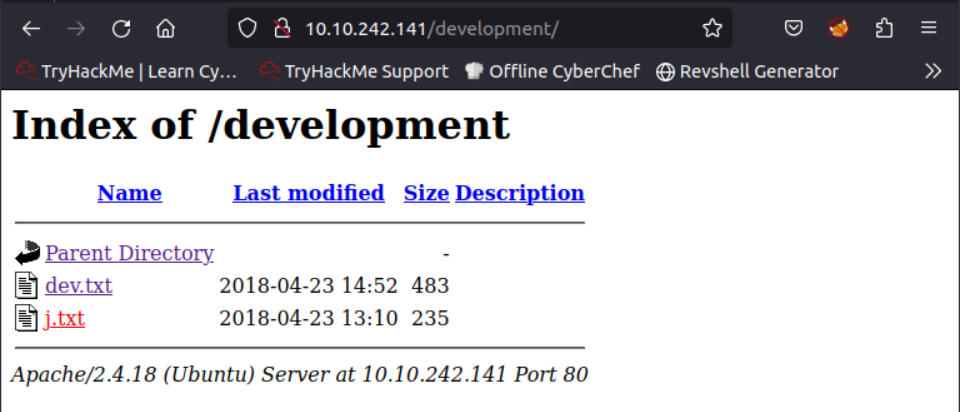 10.10.242.141/development/
TryHackMe | Learn Cy... TryHackMe Support Offline CyberChef Revshell Generator
Index of /development
Name Last modified Size Description
Parent Directory -
dev.txt 2018-04-23 14:52 483
j.txt 2018-04-23 13:10 235
Apache/2.4.18 (Ubuntu) Server at 10.10.242.141 Port 80